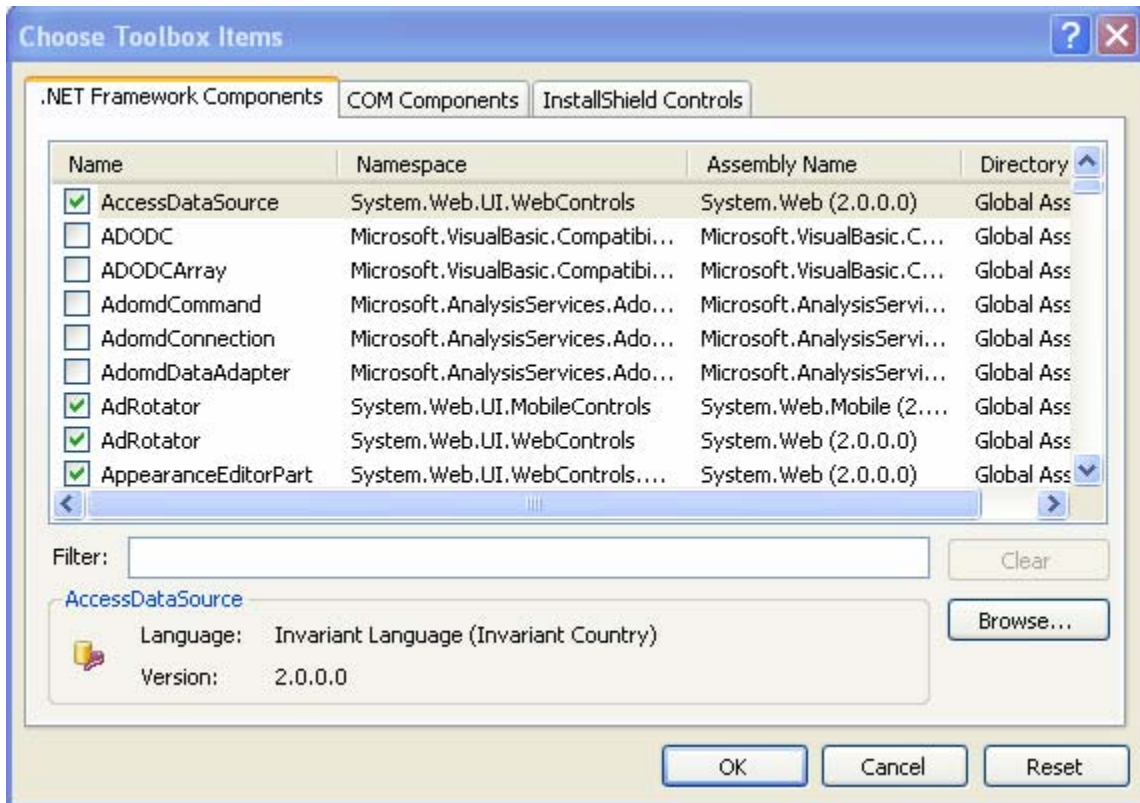 Choose Toolbox Items
.NET Framework Components COM Components InstallShield Controls
Name Namespace Assembly Name Directory
AccessDataSource System.Web.UI.WebControls System.Web (2.0.0.0) Global Ass
ADODC Microsoft.VisualBasic.Compatibi... Microsoft.VisualBasic.C... Global Ass
ADODCArray Microsoft.VisualBasic.Compatibi... Microsoft.VisualBasic.C... Global Ass
AdomdCommand Microsoft.AnalysisServices.Ado... Microsoft.AnalysisServi... Global Ass
AdomdConnection Microsoft.AnalysisServices.Ado... Microsoft.AnalysisServi... Global Ass
AdomdDataAdapter Microsoft.AnalysisServices.Ado... Microsoft.AnalysisServi... Global Ass
AdRotator System.Web.UI.MobileControls System.Web.Mobile (2.... Global Ass
AdRotator System.Web.UI.WebControls System.Web (2.0.0.0) Global Ass
AppearanceEditorPart System.Web.UI.WebControls.... System.Web (2.0.0.0) Global Ass
Filter: Clear
AccessDataSource
Browse...
Language: Invariant Language (Invariant Country)
Version: 2.0.0.0
OK Cancel Reset